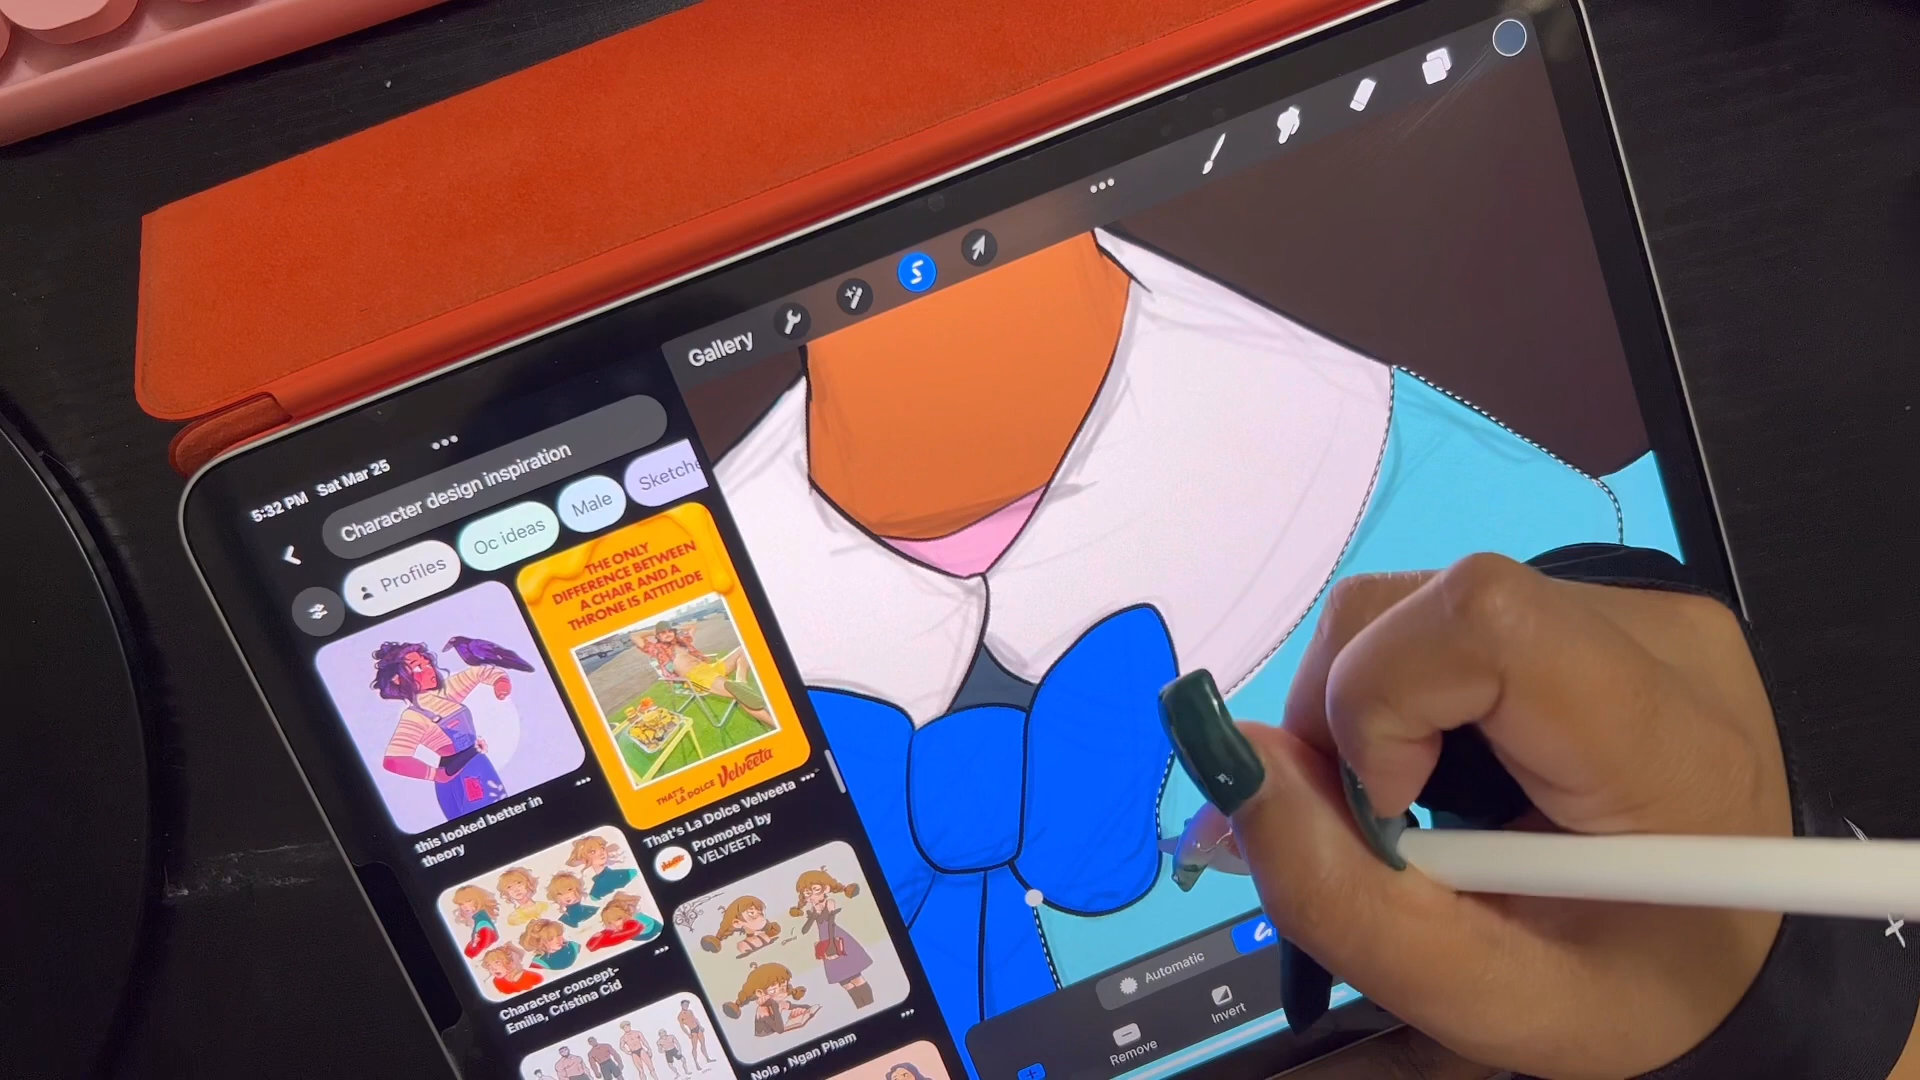 5:32 PM Sat Mar 25
Character design inspiration
Profiles
Oc ideas
Male
Sketche
THE ONLY
DIFFERENCE BETWEEN
A CHAIR AND A
THRONE IS ATTITUDE
THAT'S
LA DOLCE Velveeta
this looked better in
theory
That's La Dolce Velveeta
Promoted by
VELVEETA
Character concept-
Emilia, Cristina Cid
Nola , Ngan Pham
Gallery
Automatic
Remove
Invert